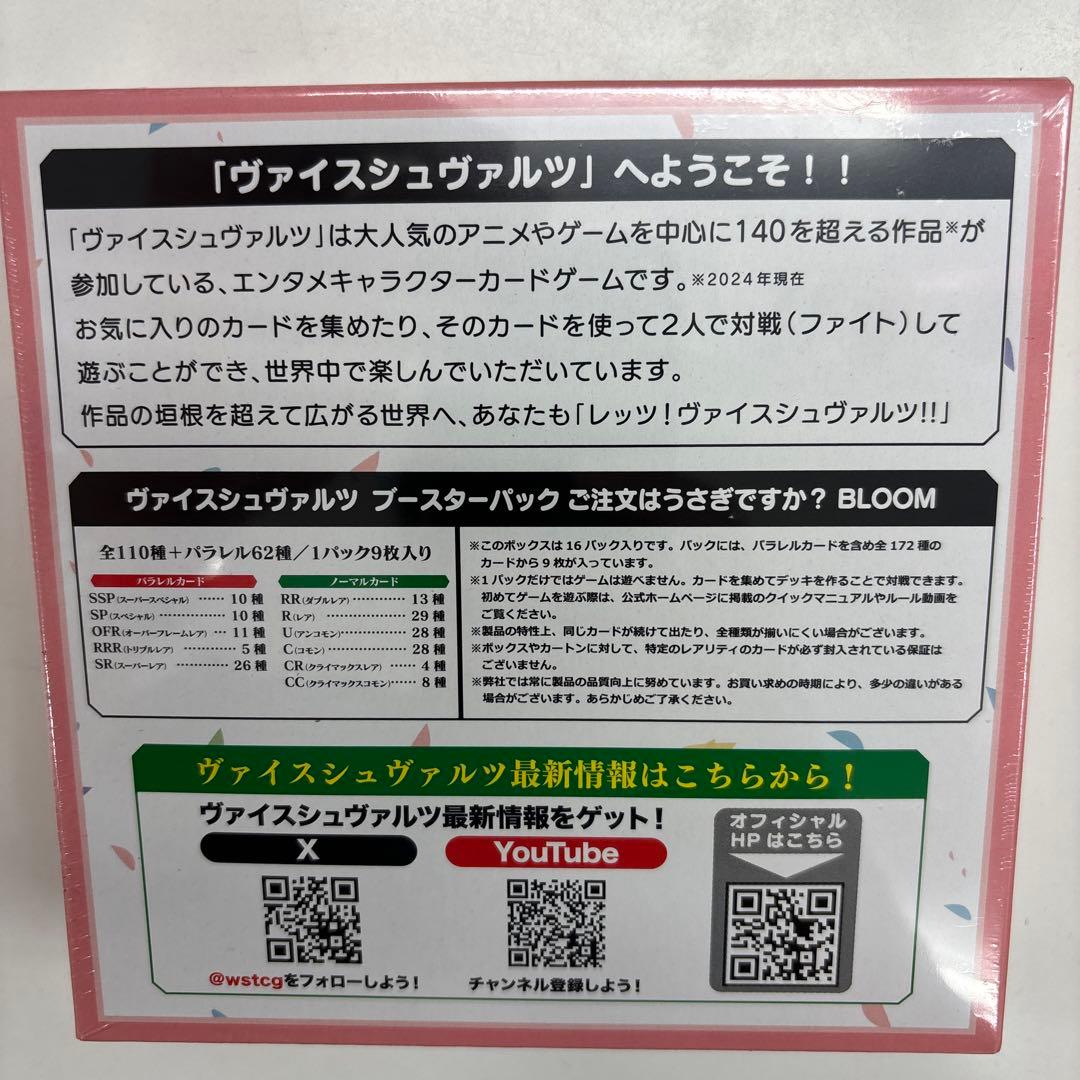 「ヴァイスシュヴァルツ」へようこそ！！
「ヴァイスシュヴァルツ」は大人気のアニメやゲームを中心に140を超える作品※が
参加している、エンタメキャラクターカードゲームです。※2024年現在
お気に入りのカードを集めたり、そのカードを使って2人で対戦（ファイト）して
遊ぶことができ、世界中で楽しんでいただいています。
作品の垣根を超えて広がる世界へ、あなたも「レッツ！ヴァイスシュヴァルツ!!」
ヴァイスシュヴァルツ ブースターパック ご注文はうさぎですか？ BLOOM
全110種＋パラレル62種／1パック9枚入り
パラレルカード
SSP（スーパースペシャル）…… 10 種
SP（スペシャル）………… 10 種
OFR（オーバーフレームレア）… 11 種
RRR（トリプルレア）………… 5 種
SR（スーパーレア）………… 26 種
ノーマルカード
RR（ダブルレア）………… 13 種
R（レア）………… 29 種
U（アンコモン）………… 28 種
C（コモン）………… 28 種
CR（クライマックスレア）…… 4 種
CC（クライマックスコモン）…… 8 種
※このボックスは 16 パック入りです。パックには、パラレルカードを含め全 172 種の
カードから 9 枚が入っています。
※1 パックだけではゲームは遊べません。カードを集めてデッキを作ることで対戦できます。
初めてゲームを遊ぶ際は、公式ホームページに掲載のクイックマニュアルやルール動画を
ご覧ください。
※製品の特性上、同じカードが続けて出たり、全種類が揃いにくい場合がございます。
※ボックスやカートンに対して、特定のレアリティのカードが必ず封入されている保証は
ございません。
※弊社では常に製品の品質向上に努めています。お買い求めの時期により、多少の違いがある
場合がございます。あらかじめご了承ください。
ヴァイスシュヴァルツ最新情報はこちらから！
ヴァイスシュヴァルツ最新情報をゲット！
X
@wstcgをフォローしよう！
YouTube
チャンネル登録しよう！
オフィシャル
HPはこちら